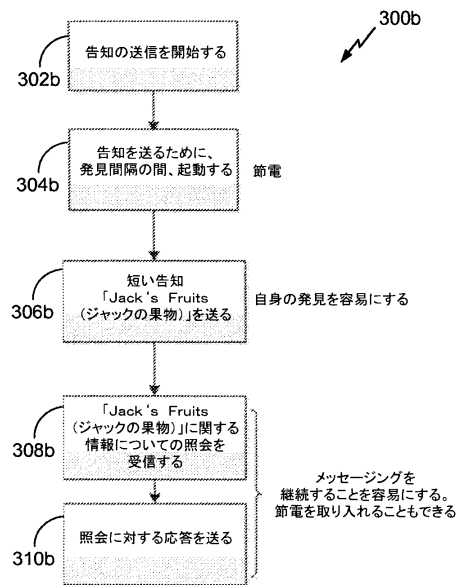 300b
告知の送信を開始する
302b
告知を送るために、
発見間隔の間、起動する
節電
304b
短い告知
「Jack‘s Fruits
(ジャックの果物)」を送る
自身の発見を容易にする
306b
「Jack‘s Fruits
(ジャックの果物)」に関する
情報についての照会を
受信する
308b
メッセージングを
継続することを容易にする。
節電を取り入れることもできる
照会に対する応答を送る
310b